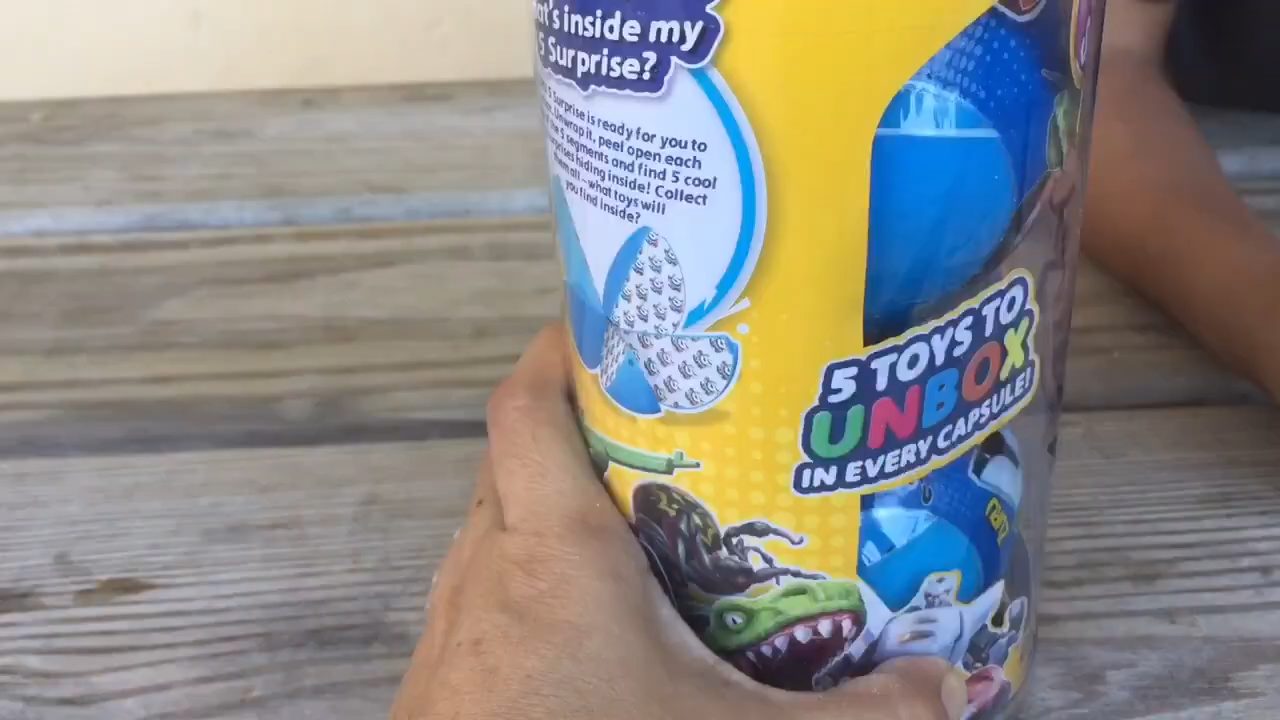 at's inside my
5 Surprise?
5 Surprise is ready for you to
Unwrap it, peel open each
the 5 segments and find 5 cool
prises hiding inside! Collect
them all... what toys will
you find inside?
5 TOYS TO
UNBOX
IN EVERY CAPSULE!